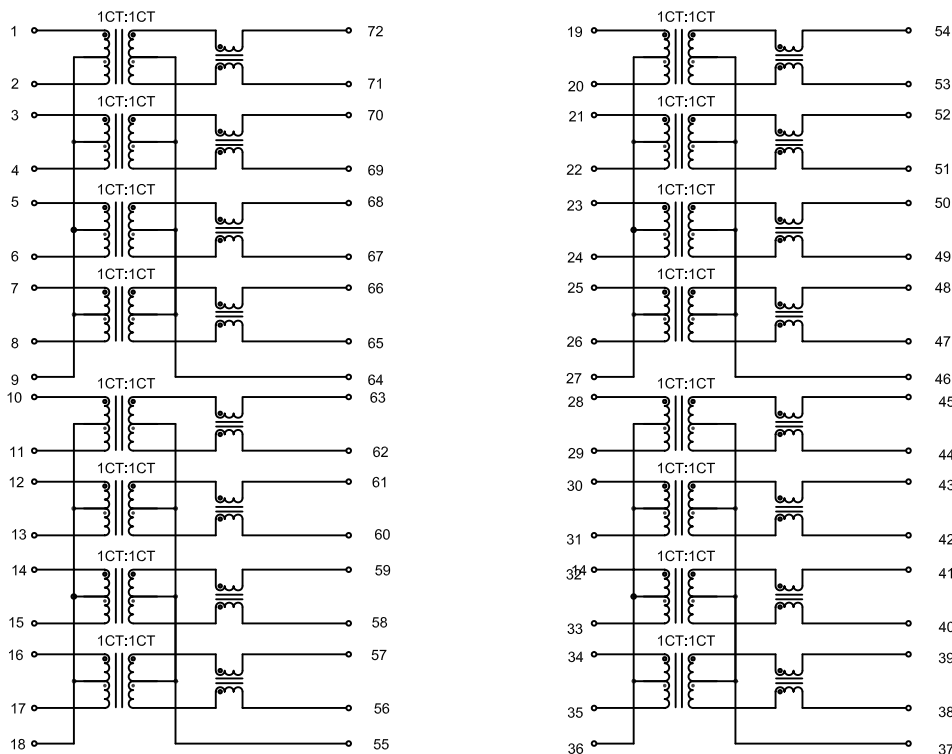 1CT:1CT
1 72
2 71
1CT:1CT
3 70
4 69
1CT:1CT
5 68
6 67
1CT:1CT
7 66
8 65
9 64
1CT:1CT
10 63
11 62
1CT:1CT
12 61
13 60
1CT:1CT
14 59
15 58
1CT:1CT
16 57
17 56
18 55
1CT:1CT
19 54
20 53
1CT:1CT
21 52
22 51
1CT:1CT
23 50
24 49
1CT:1CT
25 48
26 47
27 46
1CT:1CT
28 45
29 44
1CT:1CT
30 43
31 42
1CT:1CT
32 14 41
33 40
1CT:1CT
34 39
35 38
36 37